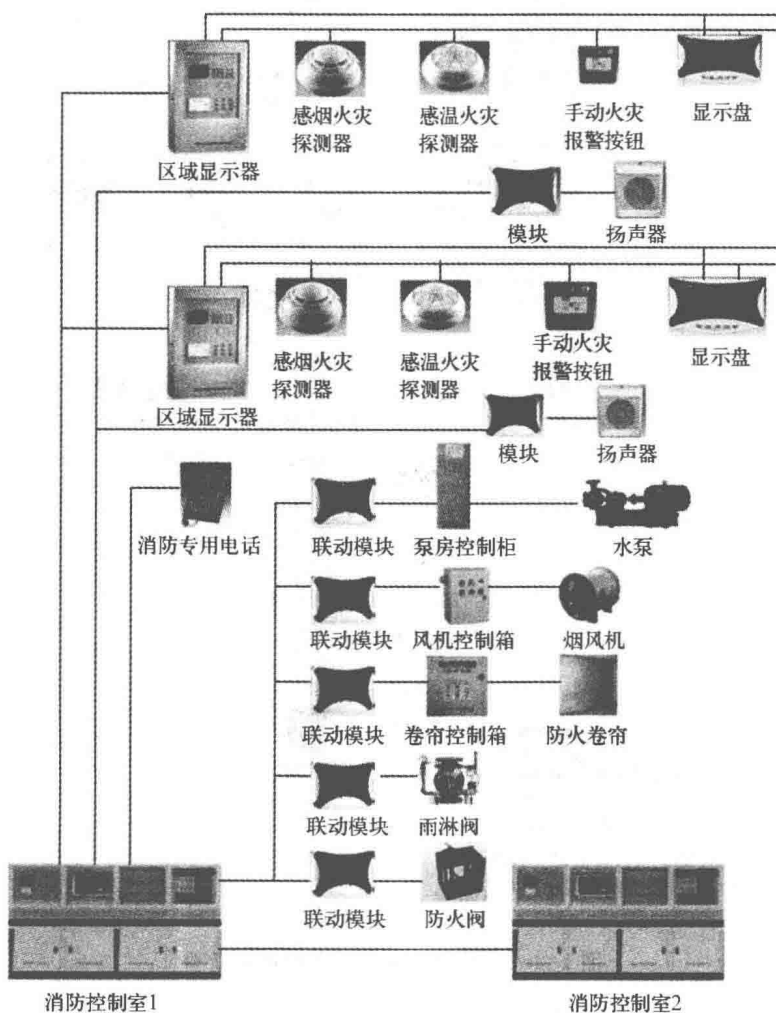 感烟火灾
探测器
感温火灾
探测器
手动火灾
报警按钮
显示盘
区域显示器
模块
扬声器
感烟火灾
探测器
感温火灾
探测器
手动火灾
报警按钮
显示盘
区域显示器
模块
扬声器
消防专用电话
联动模块
泵房控制柜
水泵
联动模块
风机控制箱
烟风机
联动模块
卷帘控制箱
防火卷帘
联动模块
雨淋阀
联动模块
防火阀
消防控制室1
消防控制室2